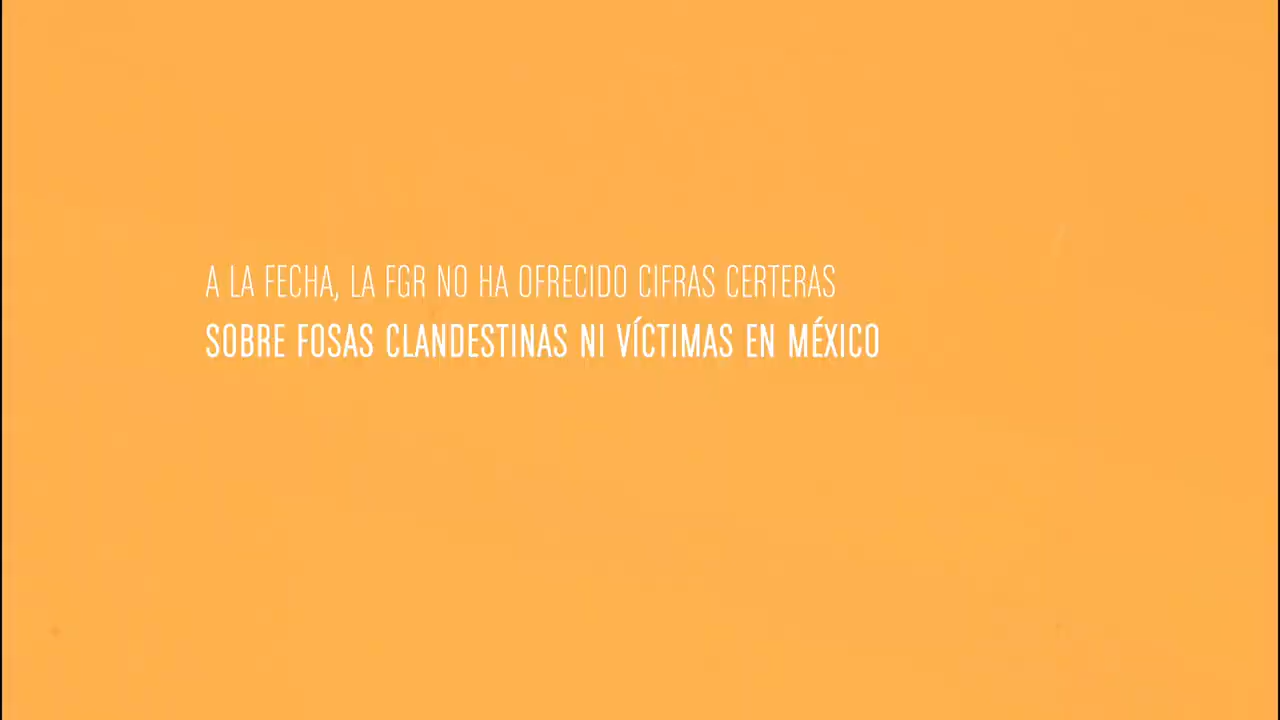 A LA FECHA, LA FGR NO HA OFRECIDO CIFRAS CERTERAS
SOBRE FOSAS CLANDESTINAS NI VÍCTIMAS EN MÉXICO